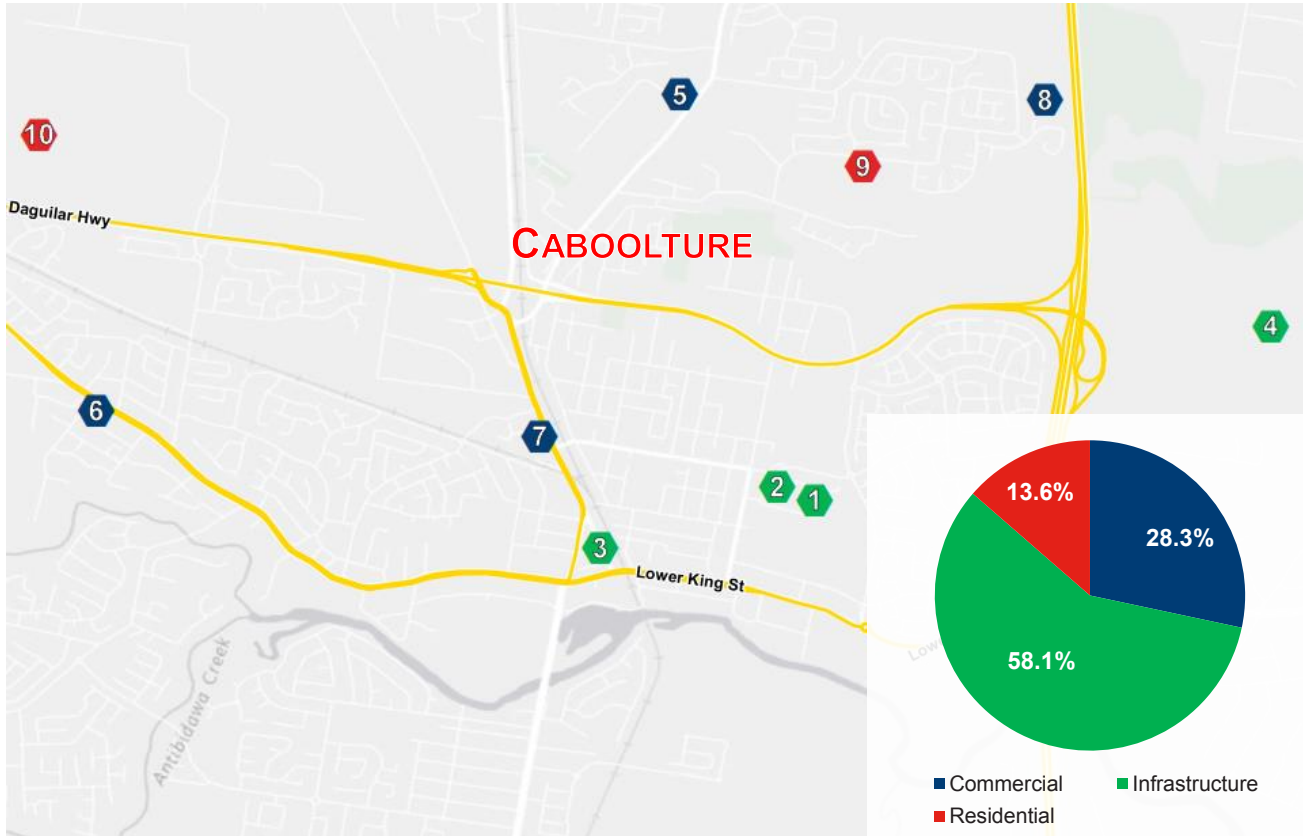 5
8
10
9
Daguilar Hwy
CABOOLTURE
4
6
7
2
1
3
Lower King St
Low
Antibidawa Creek
13.6%
28.3%
58.1%
Commercial
Infrastructure
Residential